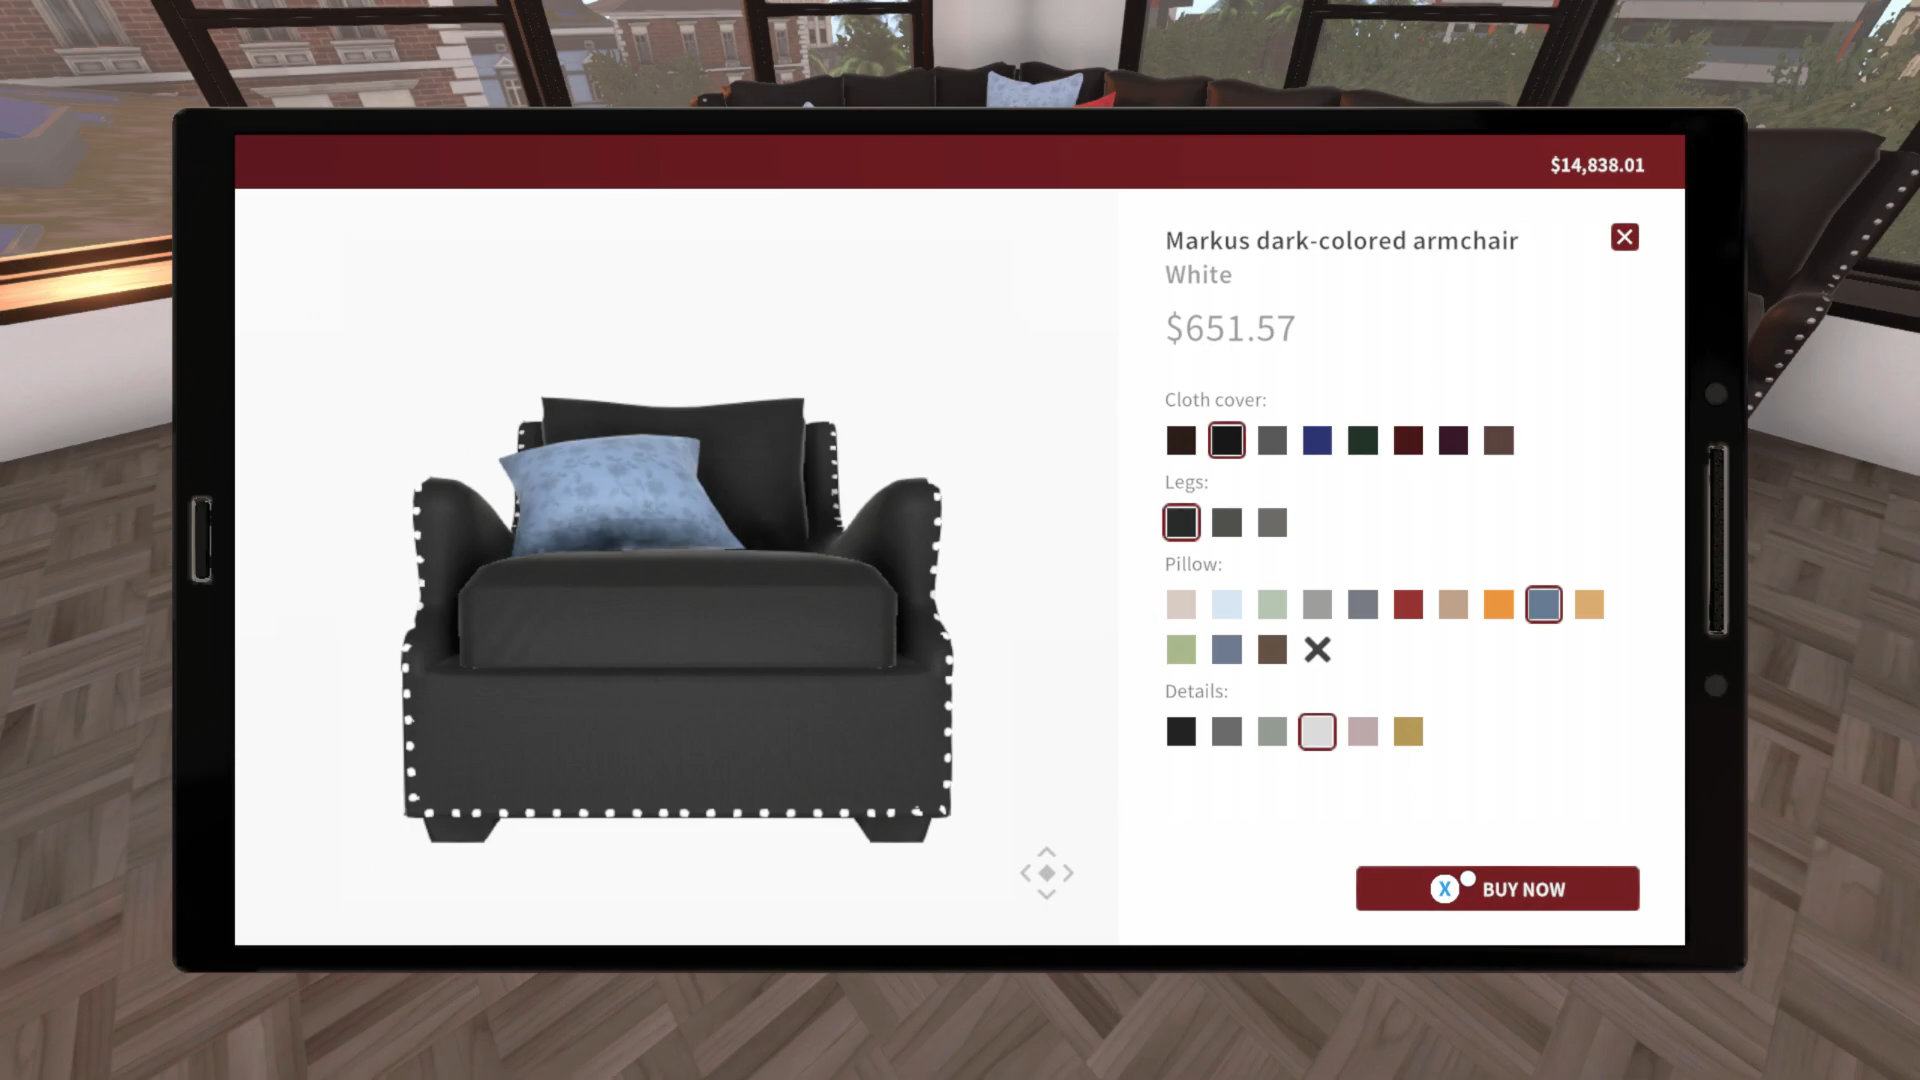 $14,838.01
Markus dark-colored armchair
White
$651.57
Cloth cover:
Legs:
Pillow:
Details:
X BUY NOW